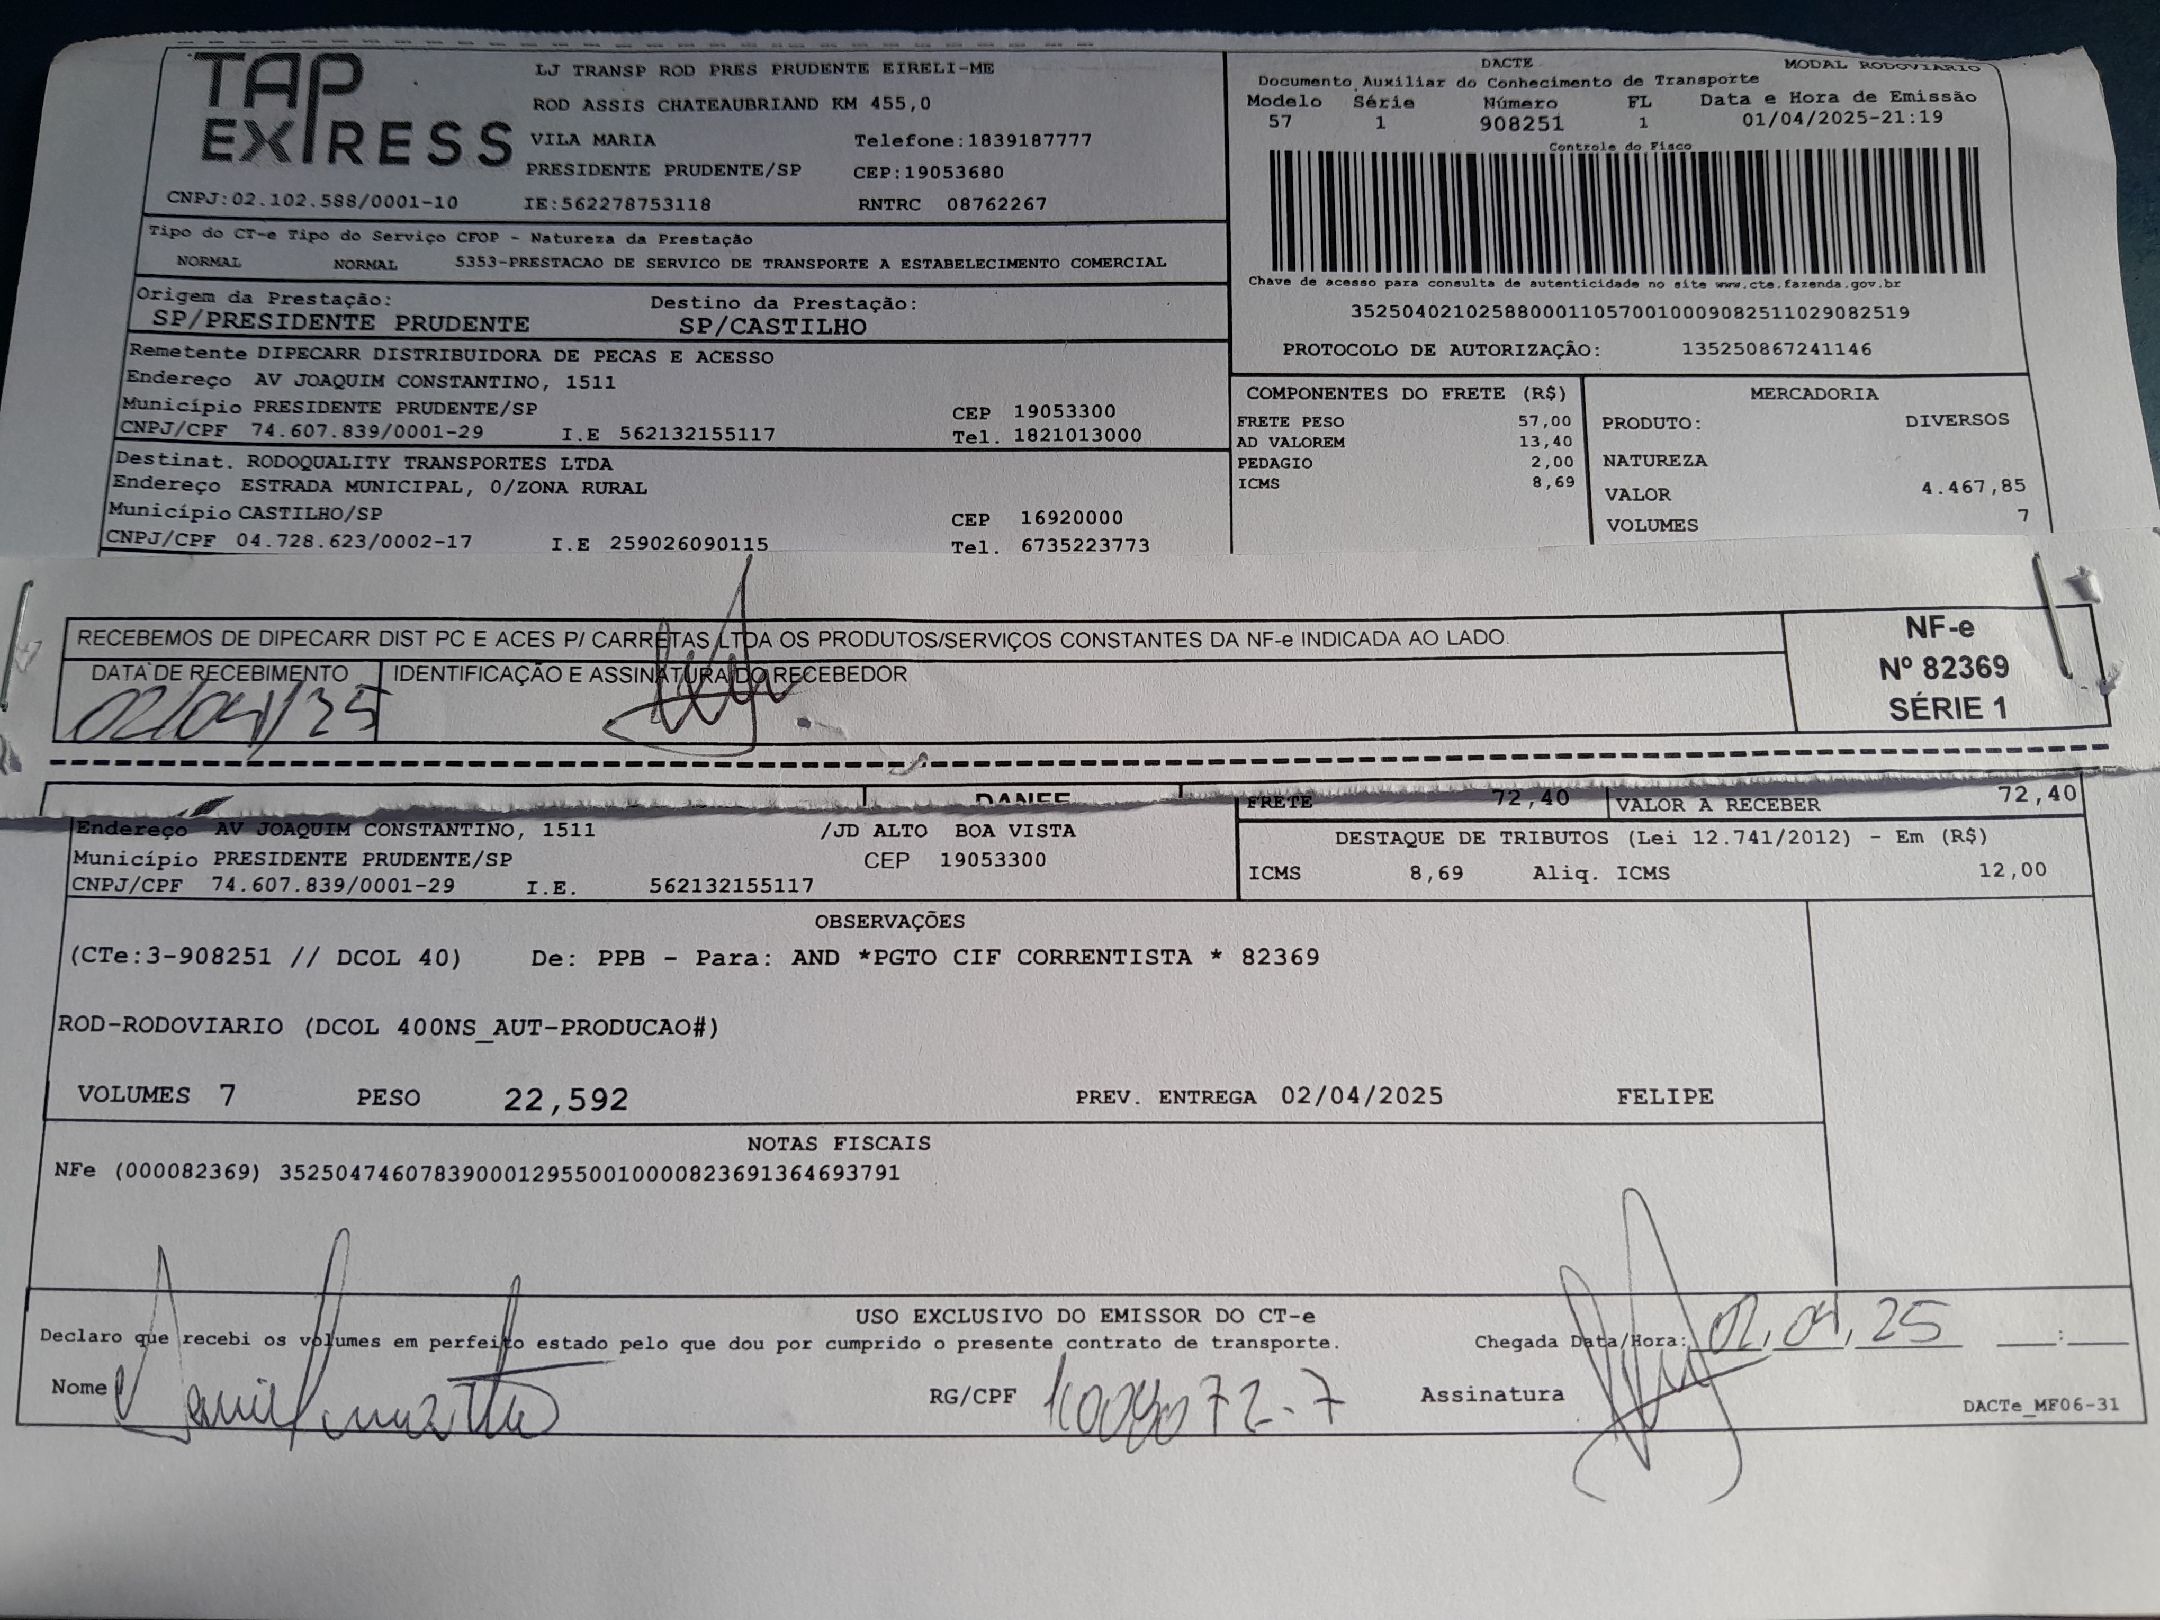 TAP EXPRESS
LJ TRANSP ROD PRES PRUDENTE EIRELI-ME
ROD ASSIS CHATEAUBRIAND KM 455,0
VILA MARIA Telefone:1839187777
PRESIDENTE PRUDENTE/SP CEP:19053680
CNPJ:02.102.588/0001-10 IE:562278753118 RNTRC 08762267
DACTE MODAL RODOVIARIO
Documento Auxiliar do Conhecimento de Transporte
Modelo Série Número FL Data e Hora de Emissão
57 1 908251 1 01/04/2025-21:19
Controle do Fisco
Chave de acesso para consulta de autenticidade no site www.cte.fazenda.gov.br
35250402102588000110570010009082511029082519
PROTOCOLO DE AUTORIZAÇÃO: 135250867241146
Tipo do CT-e Tipo do Serviço CFOP - Natureza da Prestação
NORMAL NORMAL 5353-PRESTACAO DE SERVICO DE TRANSPORTE A ESTABELECIMENTO COMERCIAL
Origem da Prestação: Destino da Prestação:
SP/PRESIDENTE PRUDENTE SP/CASTILHO
Remetente DIPECARR DISTRIBUIDORA DE PECAS E ACESSO
Endereço AV JOAQUIM CONSTANTINO, 1511
Município PRESIDENTE PRUDENTE/SP CEP 19053300
CNPJ/CPF 74.607.839/0001-29 I.E 562132155117 Tel. 1821013000
Destinat. RODOQUALITY TRANSPORTES LTDA
Endereço ESTRADA MUNICIPAL, 0/ZONA RURAL
Município CASTILHO/SP CEP 16920000
CNPJ/CPF 04.728.623/0002-17 I.E 259026090115 Tel. 6735223773
COMPONENTES DO FRETE (R$)
FRETE PESO 57,00
AD VALOREM 13,40
PEDAGIO 2,00
ICMS 8,69
MERCADORIA
PRODUTO: DIVERSOS
NATUREZA
VALOR 4.467,85
VOLUMES 7
RECEBEMOS DE DIPECARR DIST PC E ACES P/ CARRETAS LTDA OS PRODUTOS/SERVIÇOS CONSTANTES DA NF-e INDICADA AO LADO.
DATA DE RECEBIMENTO IDENTIFICAÇÃO E ASSINATURA DO RECEBEDOR
02/04/25
NF-e
Nº 82369
SÉRIE 1
DANFE
FRETE 72,40 VALOR A RECEBER 72,40
Endereço AV JOAQUIM CONSTANTINO, 1511 /JD ALTO BOA VISTA
Município PRESIDENTE PRUDENTE/SP CEP 19053300
CNPJ/CPF 74.607.839/0001-29 I.E. 562132155117
DESTAQUE DE TRIBUTOS (Lei 12.741/2012) - Em (R$)
ICMS 8,69 Aliq. ICMS 12,00
OBSERVAÇÕES
(CTe:3-908251 // DCOL 40) De: PPB - Para: AND *PGTO CIF CORRENTISTA * 82369
ROD-RODOVIARIO (DCOL 400NS_AUT-PRODUCAO#)
VOLUMES 7 PESO 22,592 PREV. ENTREGA 02/04/2025 FELIPE
NOTAS FISCAIS
NFe (000082369) 35250474607839000129550010000823691364693791
USO EXCLUSIVO DO EMISSOR DO CT-e
Declaro que recebi os volumes em perfeito estado pelo que dou por cumprido o presente contrato de transporte. Chegada Data/Hora: 02, 04, 25 __:__
Nome RG/CPF Assinatura
DACTe_MF06-31